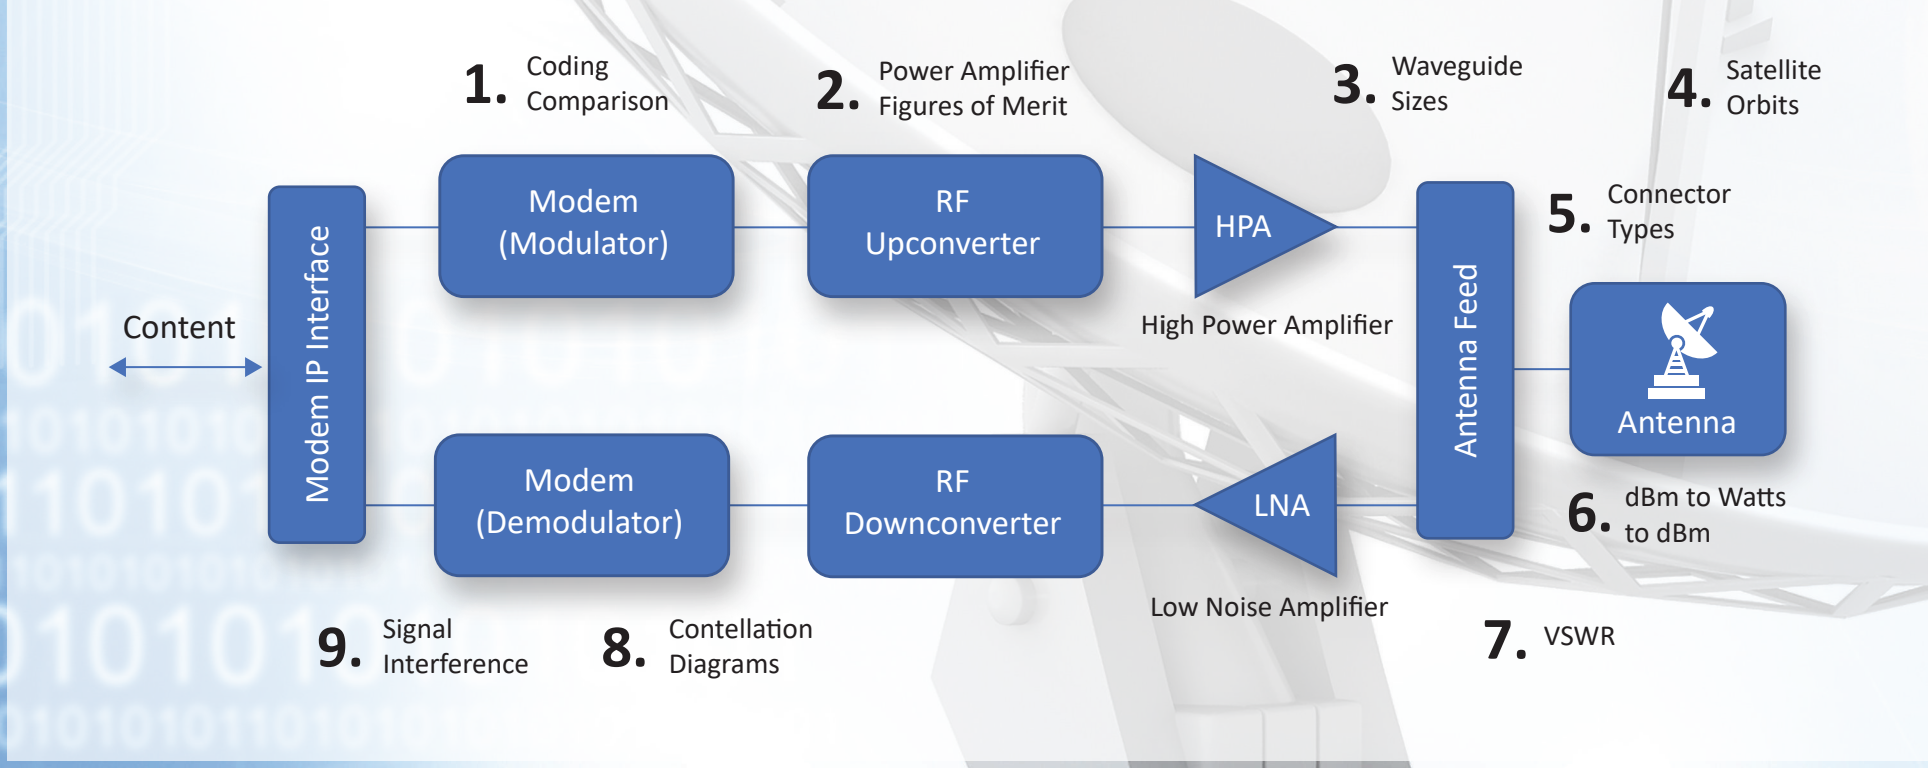 1. Coding
Comparison
2. Power Amplifier
Figures of Merit
3. Waveguide
Sizes
4. Satellite
Orbits
Modem
(Modulator)
RF
Upconverter
HPA
High Power Amplifier
5. Connector
Types
Content
Modem IP Interface
Antenna Feed
Antenna
Modem
(Demodulator)
RF
Downconverter
LNA
Low Noise Amplifier
6. dBm to Watts
to dBm
7. VSWR
8. Contellation
Diagrams
9. Signal
Interference